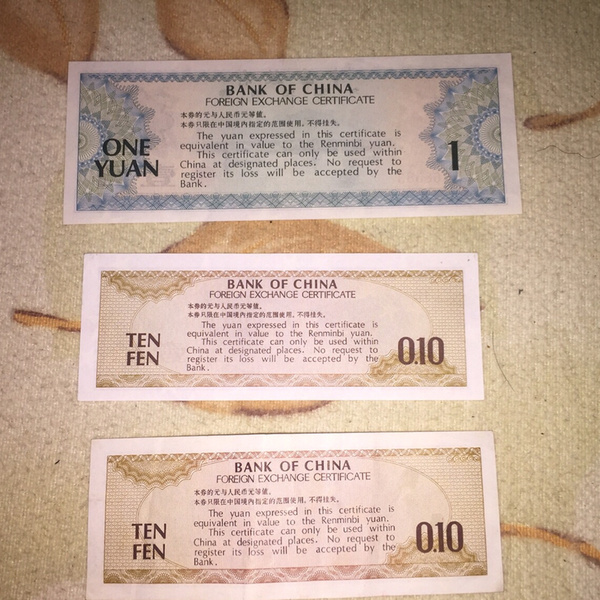 BANK OF CHINA
FOREIGN EXCHANGE CERTIFICATE
本券的元与人民币元等值。
本券只限在中国境内指定的范围使用,不得挂失。
The yuan expressed in this certificate is
equivalent in value to the Renminbi yuan.
This certificate can only be used within
China at designated places. No request to
register its loss will be accepted by the
Bank.
ONE
YUAN
1
BANK OF CHINA
FOREIGN EXCHANGE CERTIFICATE
本券的元与人民币元等值。
本券只限在中国境内指定的范围使用,不得挂失。
The yuan expressed in this certificate is
equivalent in value to the Renminbi yuan.
This certificate can only be used within
China at designated places. No request to
register its loss will be accepted by the
Bank.
TEN
FEN
0.10
BANK OF CHINA
FOREIGN EXCHANGE CERTIFICATE
本券的元与人民币元等值。
本券只限在中国境内指定的范围使用,不得挂失。
The yuan expressed in this certificate is
equivalent in value to the Renminbi yuan.
This certificate can only be used within
China at designated places. No request to
register its loss will be accepted by the
Bank.
TEN
FEN
0.10